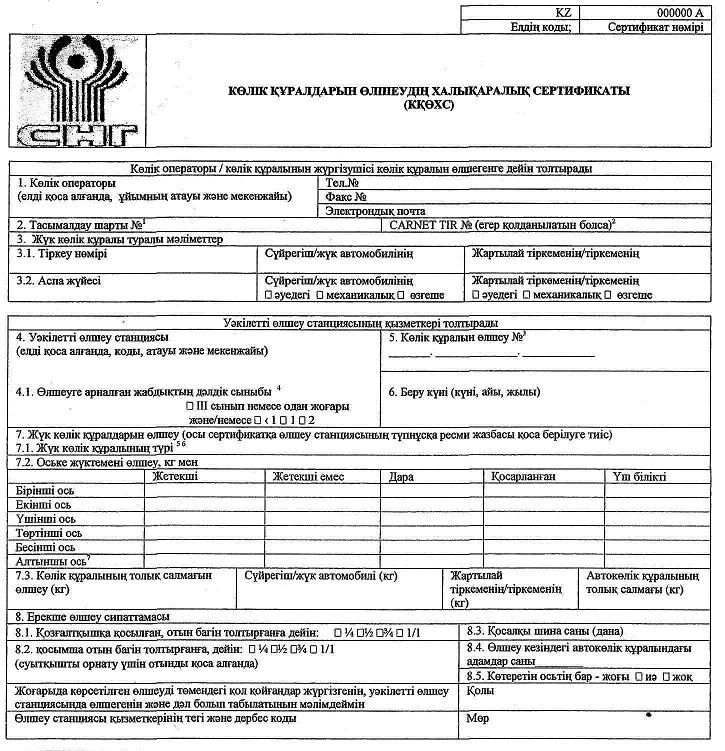 KZ 000000 А
Елдің коды; Сертификат нөмірі
СНГ
КӨЛІК ҚҰРАЛДАРЫН ӨЛШЕУДІҢ ХАЛЫҚАРАЛЫҚ СЕРТИФИКАТЫ
(КҚӨХС)
Көлік операторы / көлік құралының жүргізушісі көлік құралын өлшегенге дейін толтырады
1. Көлік операторы
(елді қоса алғанда, ұйымның атауы және мекенжайы)
Тел.№
Факс №
Электрондық почта
2. Тасымалдау шарты №¹ CARNET TIR № (егер қолданылатын болса)²
3. Жүк көлік құралы туралы мәліметтер
3.1. Тіркеу нөмірі Сүйрегіш/жүк автомобилінің Жартылай тіркеменің/тіркеменің
3.2. Аспа жүйесі Сүйрегіш/жүк автомобилінің Жартылай тіркеменің/тіркеменің
□ әуедегі □ механикалық □ өзгеше □ әуедегі □ механикалық □ өзгеше
Уәкілетті өлшеу станциясының қызметкері толтырады
4. Уәкілетті өлшеу станциясы
(елді қоса алғанда, коды, атауы және мекенжайы)
5. Көлік құралын өлшеу №³
______. ________. __________
4.1. Өлшеуге арналған жабдықтың дәлдік сыныбы ⁴
□ III сынып немесе одан жоғары
және/немесе □ ‹ 1 □ 1 □ 2
6. Беру күні (күні, айы, жылы)
7. Жүк көлік құралдарын өлшеу (осы сертификатқа өлшеу станциясының түпнұсқа ресми жазбасы қоса берілуге тиіс)
7.1. Жүк көлік құралының түрі ⁵ ⁶
7.2. Оське жүктемені өлшеу, кг мен
Жетекші Жетекші емес Дара Қосарланған Үш білікті
Бірінші ось
Екінші ось
Үшінші ось
Төртінші ось
Бесінші ось
Алтыншы ось⁷
7.3. Көлік құралының толық салмағын өлшеу (кг)
Сүйрегіш/жүк автомобилі (кг)
Жартылай тіркеменің/тіркеменің (кг)
Автокөлік құралының толық салмағы (кг)
8. Ерекше өлшеу сипаттамасы
8.1. Қозғалтқышқа қосылған, отын багін толтырғанға дейін: □ ¼ □½ □¾ □ 1/1
8.2. қосымша отын багін толтырғанға, дейін: □ ¼ □½ □¾ □ 1/1
(суытқышты орнату үшін отынды қоса алғанда)
8.3. Қосалқы шина саны (дана)
8.4. Өлшеу кезіндегі автокөлік құралындағы адамдар саны_______
8.5. Көтеретін осьтің бар - жоғы □ иә □ жоқ
Жоғарыда көрсетілген өлшеуді төмендегі қол қойғандар жүргізгенін, уәкілетті өлшеу
станциясында өлшегенін және дәл болып табылатынын мәлімдеймін
Қолы
Өлшеу станциясы қызметкерінің тегі және дербес коды Мөр